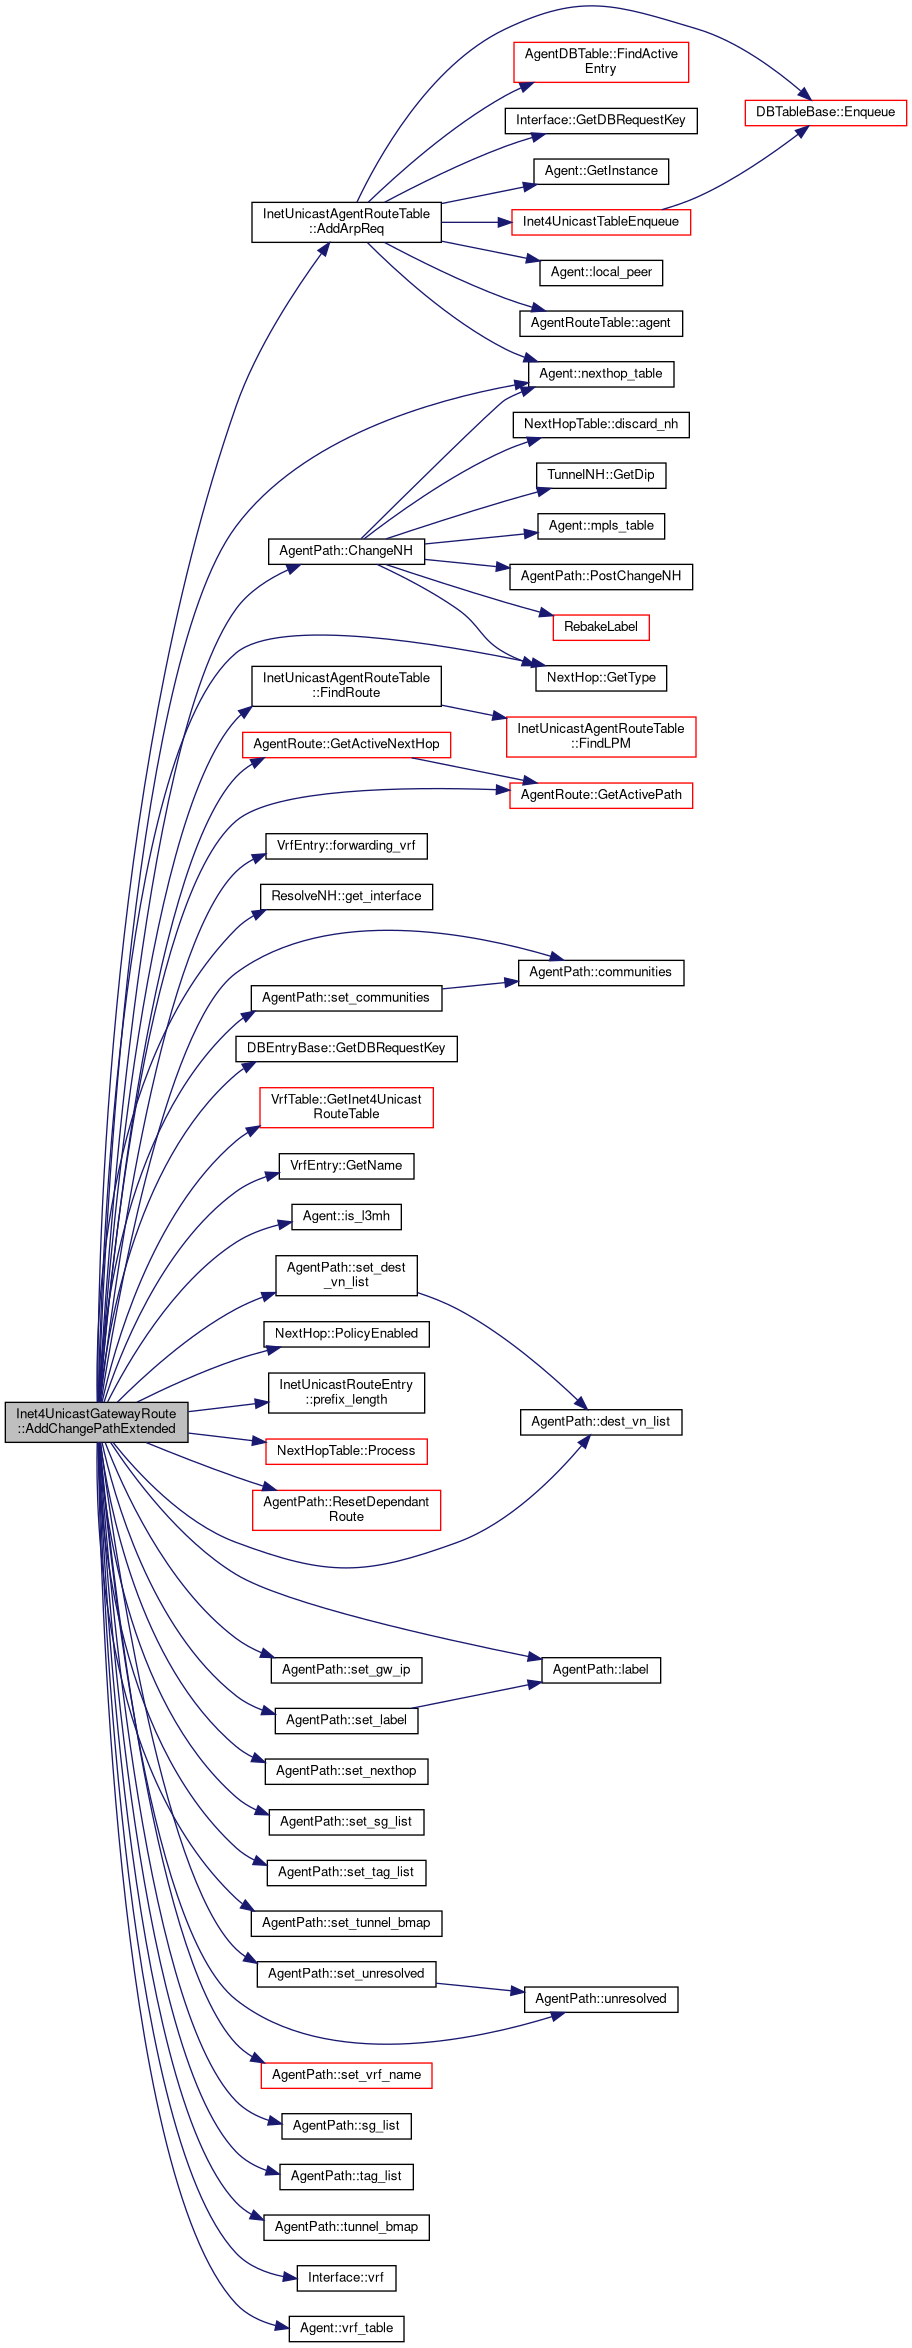 AgentDBTable::FindActive
Entry
DBTableBase::Enqueue
Interface::GetDBRequestKey
Agent::GetInstance
InetUnicastAgentRouteTable
::AddArpReq
Inet4UnicastTableEnqueue
Agent::local_peer
AgentRouteTable::agent
Agent::nexthop_table
NextHopTable::discard_nh
TunnelNH::GetDip
Agent::mpls_table
AgentPath::ChangeNH
AgentPath::PostChangeNH
RebakeLabel
NextHop::GetType
InetUnicastAgentRouteTable
::FindRoute
InetUnicastAgentRouteTable
::FindLPM
AgentRoute::GetActiveNextHop
AgentRoute::GetActivePath
VrfEntry::forwarding_vrf
ResolveNH::get_interface
AgentPath::communities
AgentPath::set_communities
DBEntryBase::GetDBRequestKey
VrfTable::GetInet4Unicast
RouteTable
VrfEntry::GetName
Agent::is_l3mh
AgentPath::set_dest
_vn_list
NextHop::PolicyEnabled
InetUnicastRouteEntry
::prefix_length
Inet4UnicastGatewayRoute
::AddChangePathExtended
AgentPath::dest_vn_list
NextHopTable::Process
AgentPath::ResetDependant
Route
AgentPath::set_gw_ip
AgentPath::label
AgentPath::set_label
AgentPath::set_nexthop
AgentPath::set_sg_list
AgentPath::set_tag_list
AgentPath::set_tunnel_bmap
AgentPath::set_unresolved
AgentPath::unresolved
AgentPath::set_vrf_name
AgentPath::sg_list
AgentPath::tag_list
AgentPath::tunnel_bmap
Interface::vrf
Agent::vrf_table